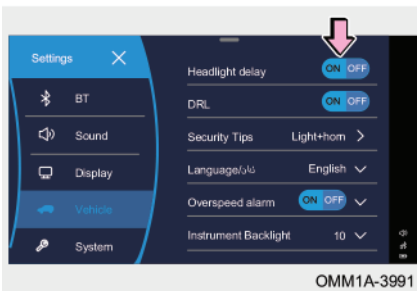 Settings X
Headlight delay ON OFF
BT
DRL ON OFF
Sound
Security Tips Light+horn >
Display
Language/ English
Vehicle
Overspeed alarm ON OFF
System
Instrument Backlight 10
OMM1A-3991